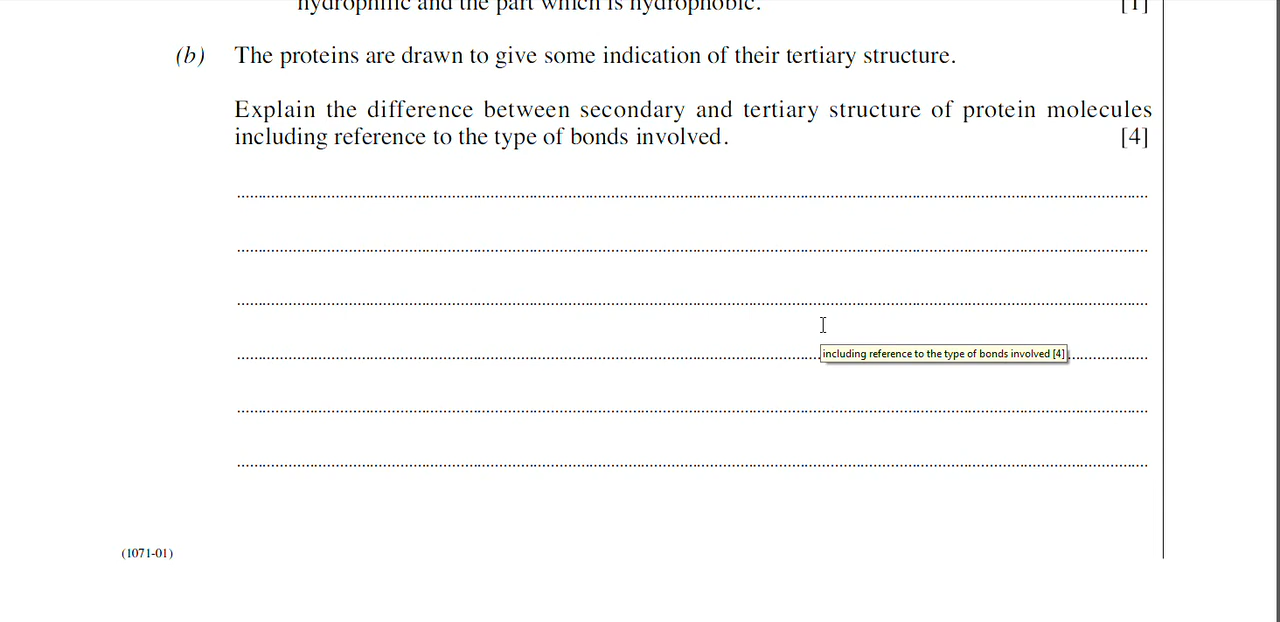 hydrophilic and the part which is hydrophobic. [1]
(b) The proteins are drawn to give some indication of their tertiary structure.
Explain the difference between secondary and tertiary structure of protein molecules
including reference to the type of bonds involved. [4]
including reference to the type of bonds involved [4]
(1071-01)